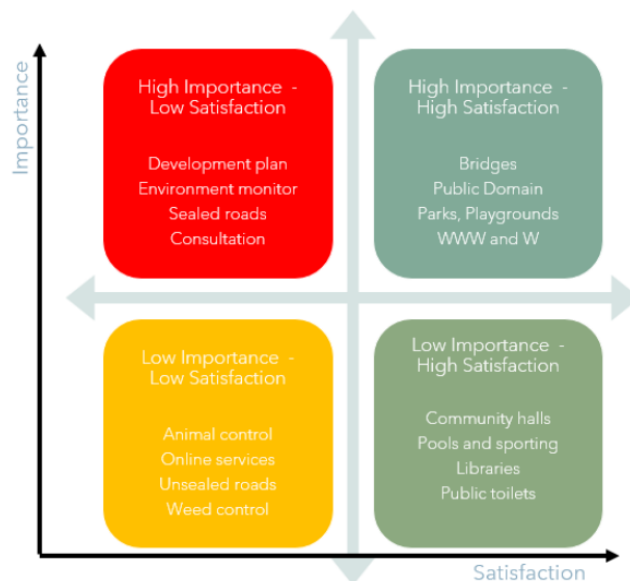 Importance
High Importance -
Low Satisfaction
Development plan
Environment monitor
Sealed roads
Consultation
High Importance -
High Satisfaction
Bridges
Public Domain
Parks, Playgrounds
WWW and W
Low Importance -
Low Satisfaction
Animal control
Online services
Unsealed roads
Weed control
Low Importance -
High Satisfaction
Community halls
Pools and sporting
Libraries
Public toilets
Satisfaction